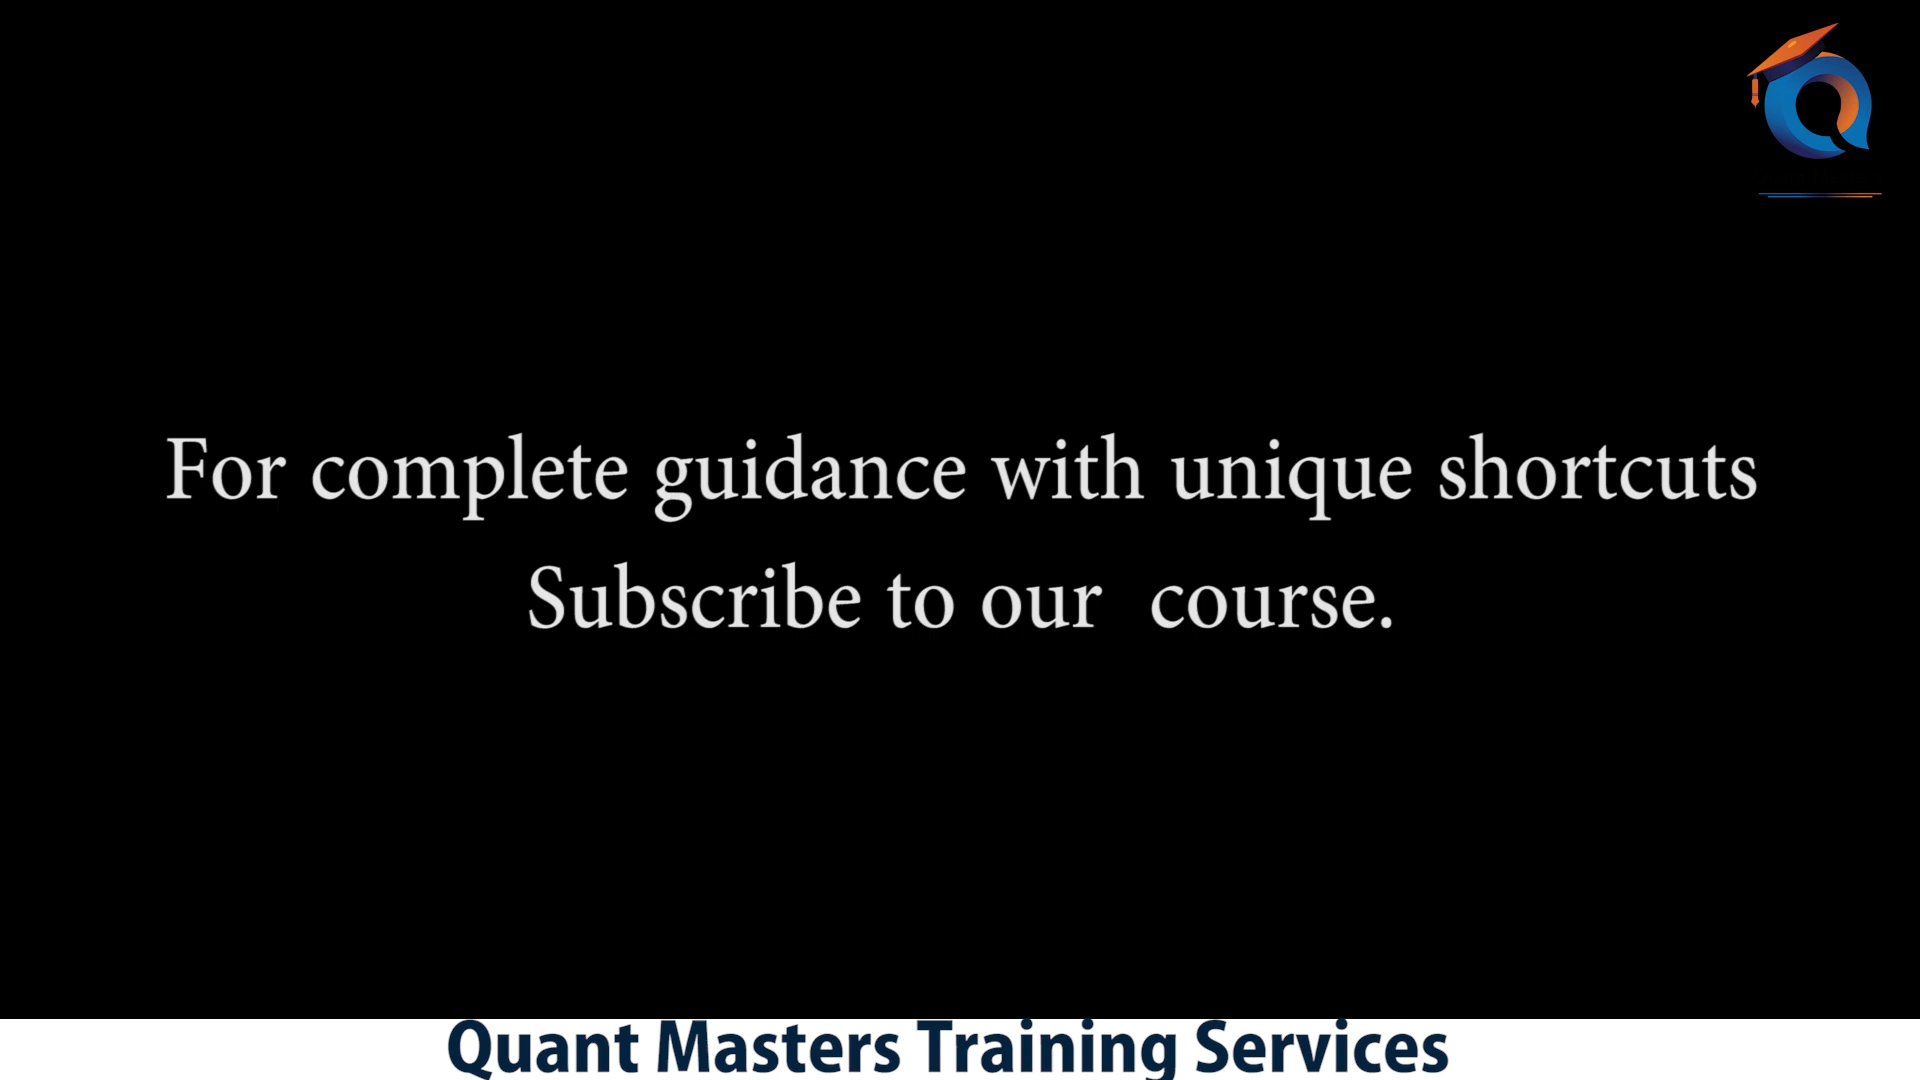 For complete guidance with unique shortcuts
Subscribe to our  course.
Quant Masters Training Services